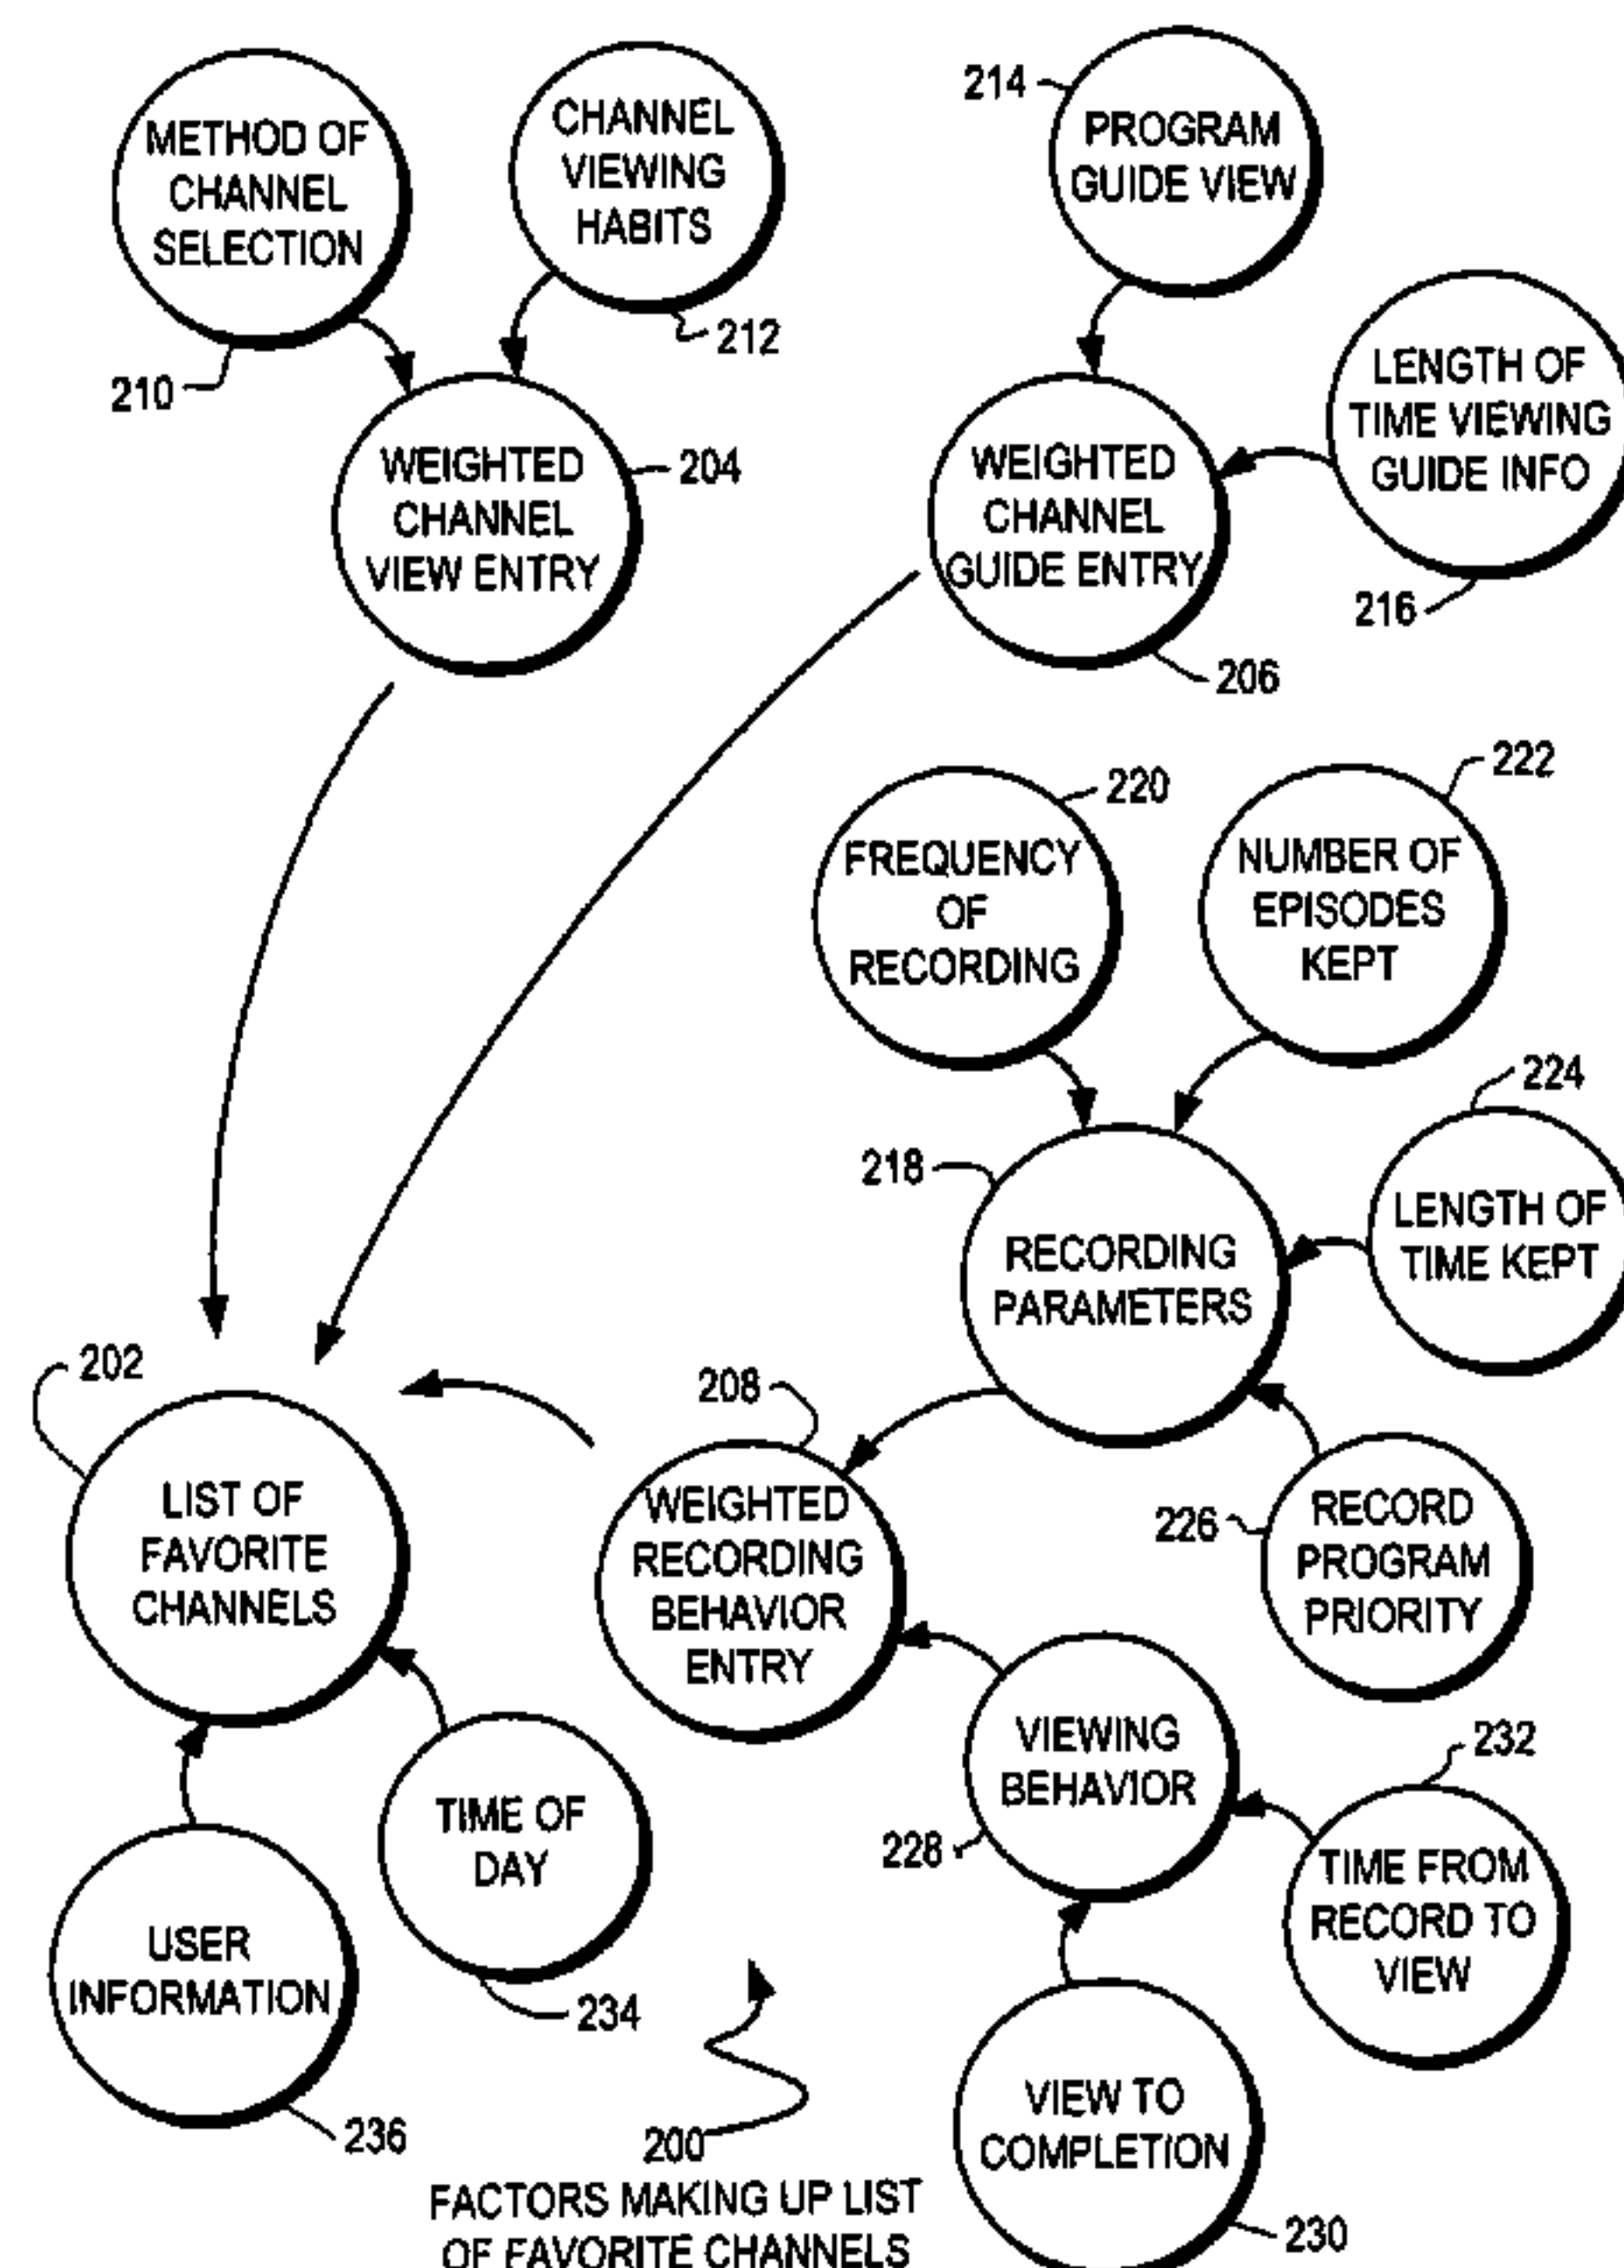 METHOD OF
CHANNEL
SELECTION
210
CHANNEL
VIEWING
HABITS
212
214
PROGRAM
GUIDE VIEW
LENGTH OF
TIME VIEWING
GUIDE INFO
216
WEIGHTED
CHANNEL
VIEW ENTRY
204
WEIGHTED
CHANNEL
GUIDE ENTRY
206
220
FREQUENCY
OF
RECORDING
222
NUMBER OF
EPISODES
KEPT
224
LENGTH OF
TIME KEPT
218
RECORDING
PARAMETERS
202
LIST OF
FAVORITE
CHANNELS
208
WEIGHTED
RECORDING
BEHAVIOR
ENTRY
226
RECORD
PROGRAM
PRIORITY
VIEWING
BEHAVIOR
228
232
TIME FROM
RECORD TO
VIEW
TIME OF
DAY
234
USER
INFORMATION
236
VIEW TO
COMPLETION
230
200
FACTORS MAKING UP LIST
OF FAVORITE CHANNELS